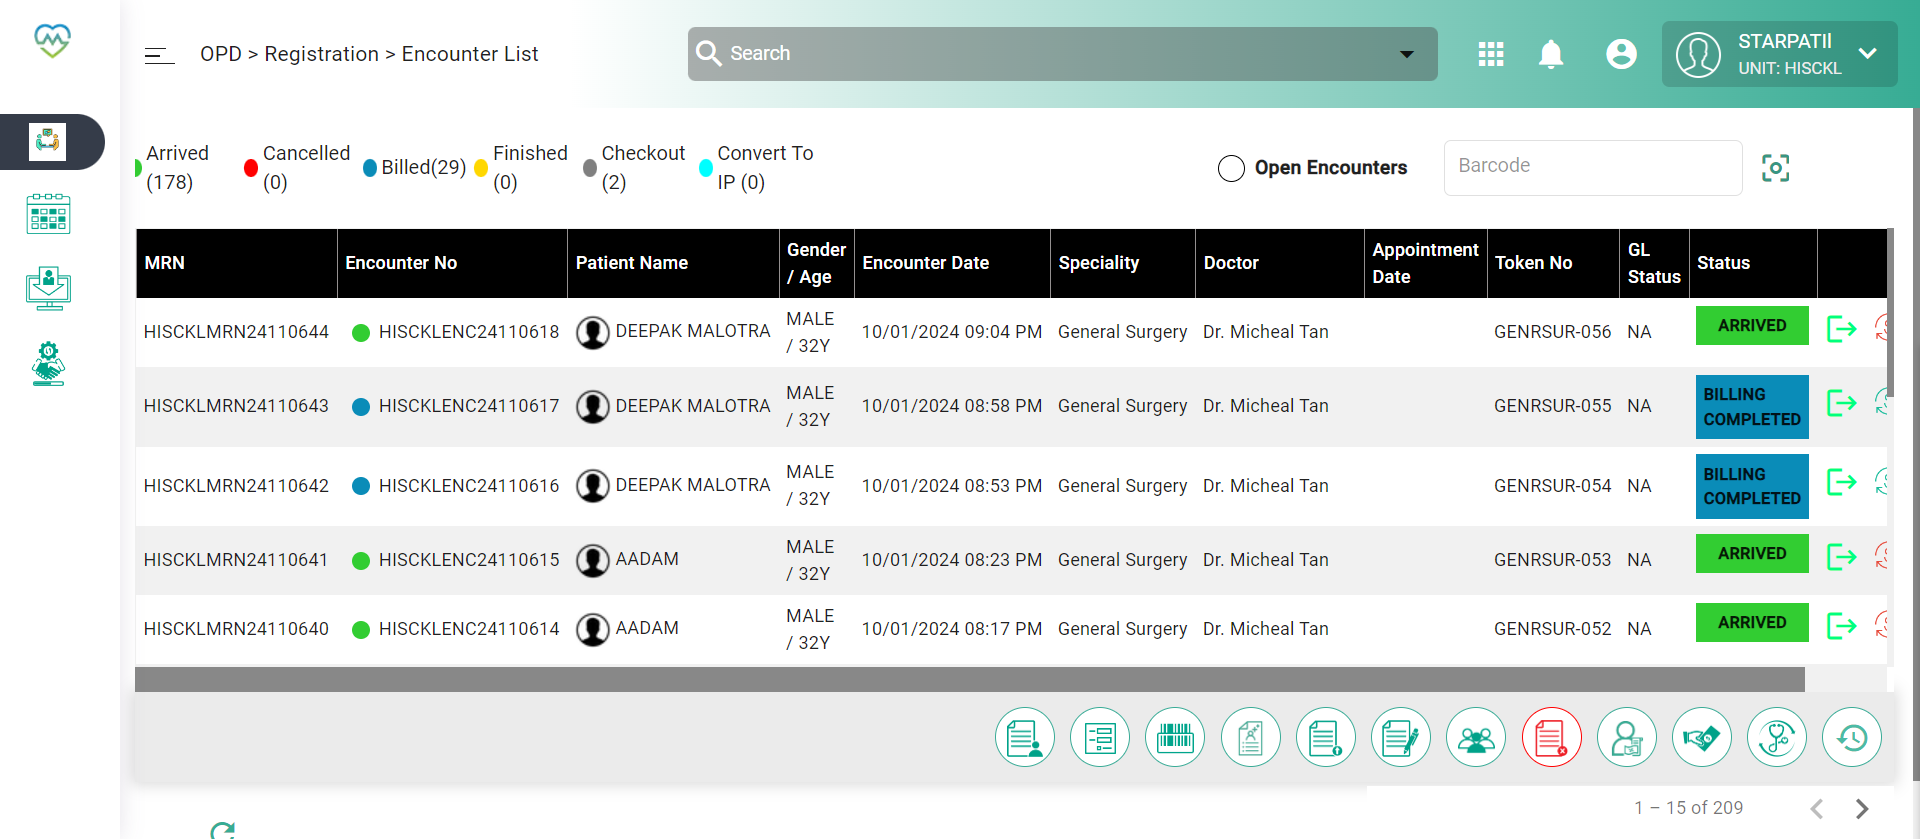 OPD > Registration > Encounter List
Search
STARPATII
UNIT: HISCKL
Arrived (178)
Cancelled (0)
Billed(29)
Finished (0)
Checkout (2)
Convert To IP (0)
Open Encounters
Barcode
MRN Encounter No Patient Name Gender / Age Encounter Date Speciality Doctor Appointment Date Token No GL Status Status
HISCKLMRN24110644 HISCKLENC24110618 DEEPAK MALOTRA MALE / 32Y 10/01/2024 09:04 PM General Surgery Dr. Micheal Tan GENRSUR-056 NA ARRIVED
HISCKLMRN24110643 HISCKLENC24110617 DEEPAK MALOTRA MALE / 32Y 10/01/2024 08:58 PM General Surgery Dr. Micheal Tan GENRSUR-055 NA BILLING COMPLETED
HISCKLMRN24110642 HISCKLENC24110616 DEEPAK MALOTRA MALE / 32Y 10/01/2024 08:53 PM General Surgery Dr. Micheal Tan GENRSUR-054 NA BILLING COMPLETED
HISCKLMRN24110641 HISCKLENC24110615 AADAM MALE / 32Y 10/01/2024 08:23 PM General Surgery Dr. Micheal Tan GENRSUR-053 NA ARRIVED
HISCKLMRN24110640 HISCKLENC24110614 AADAM MALE / 32Y 10/01/2024 08:17 PM General Surgery Dr. Micheal Tan GENRSUR-052 NA ARRIVED
1 – 15 of 209